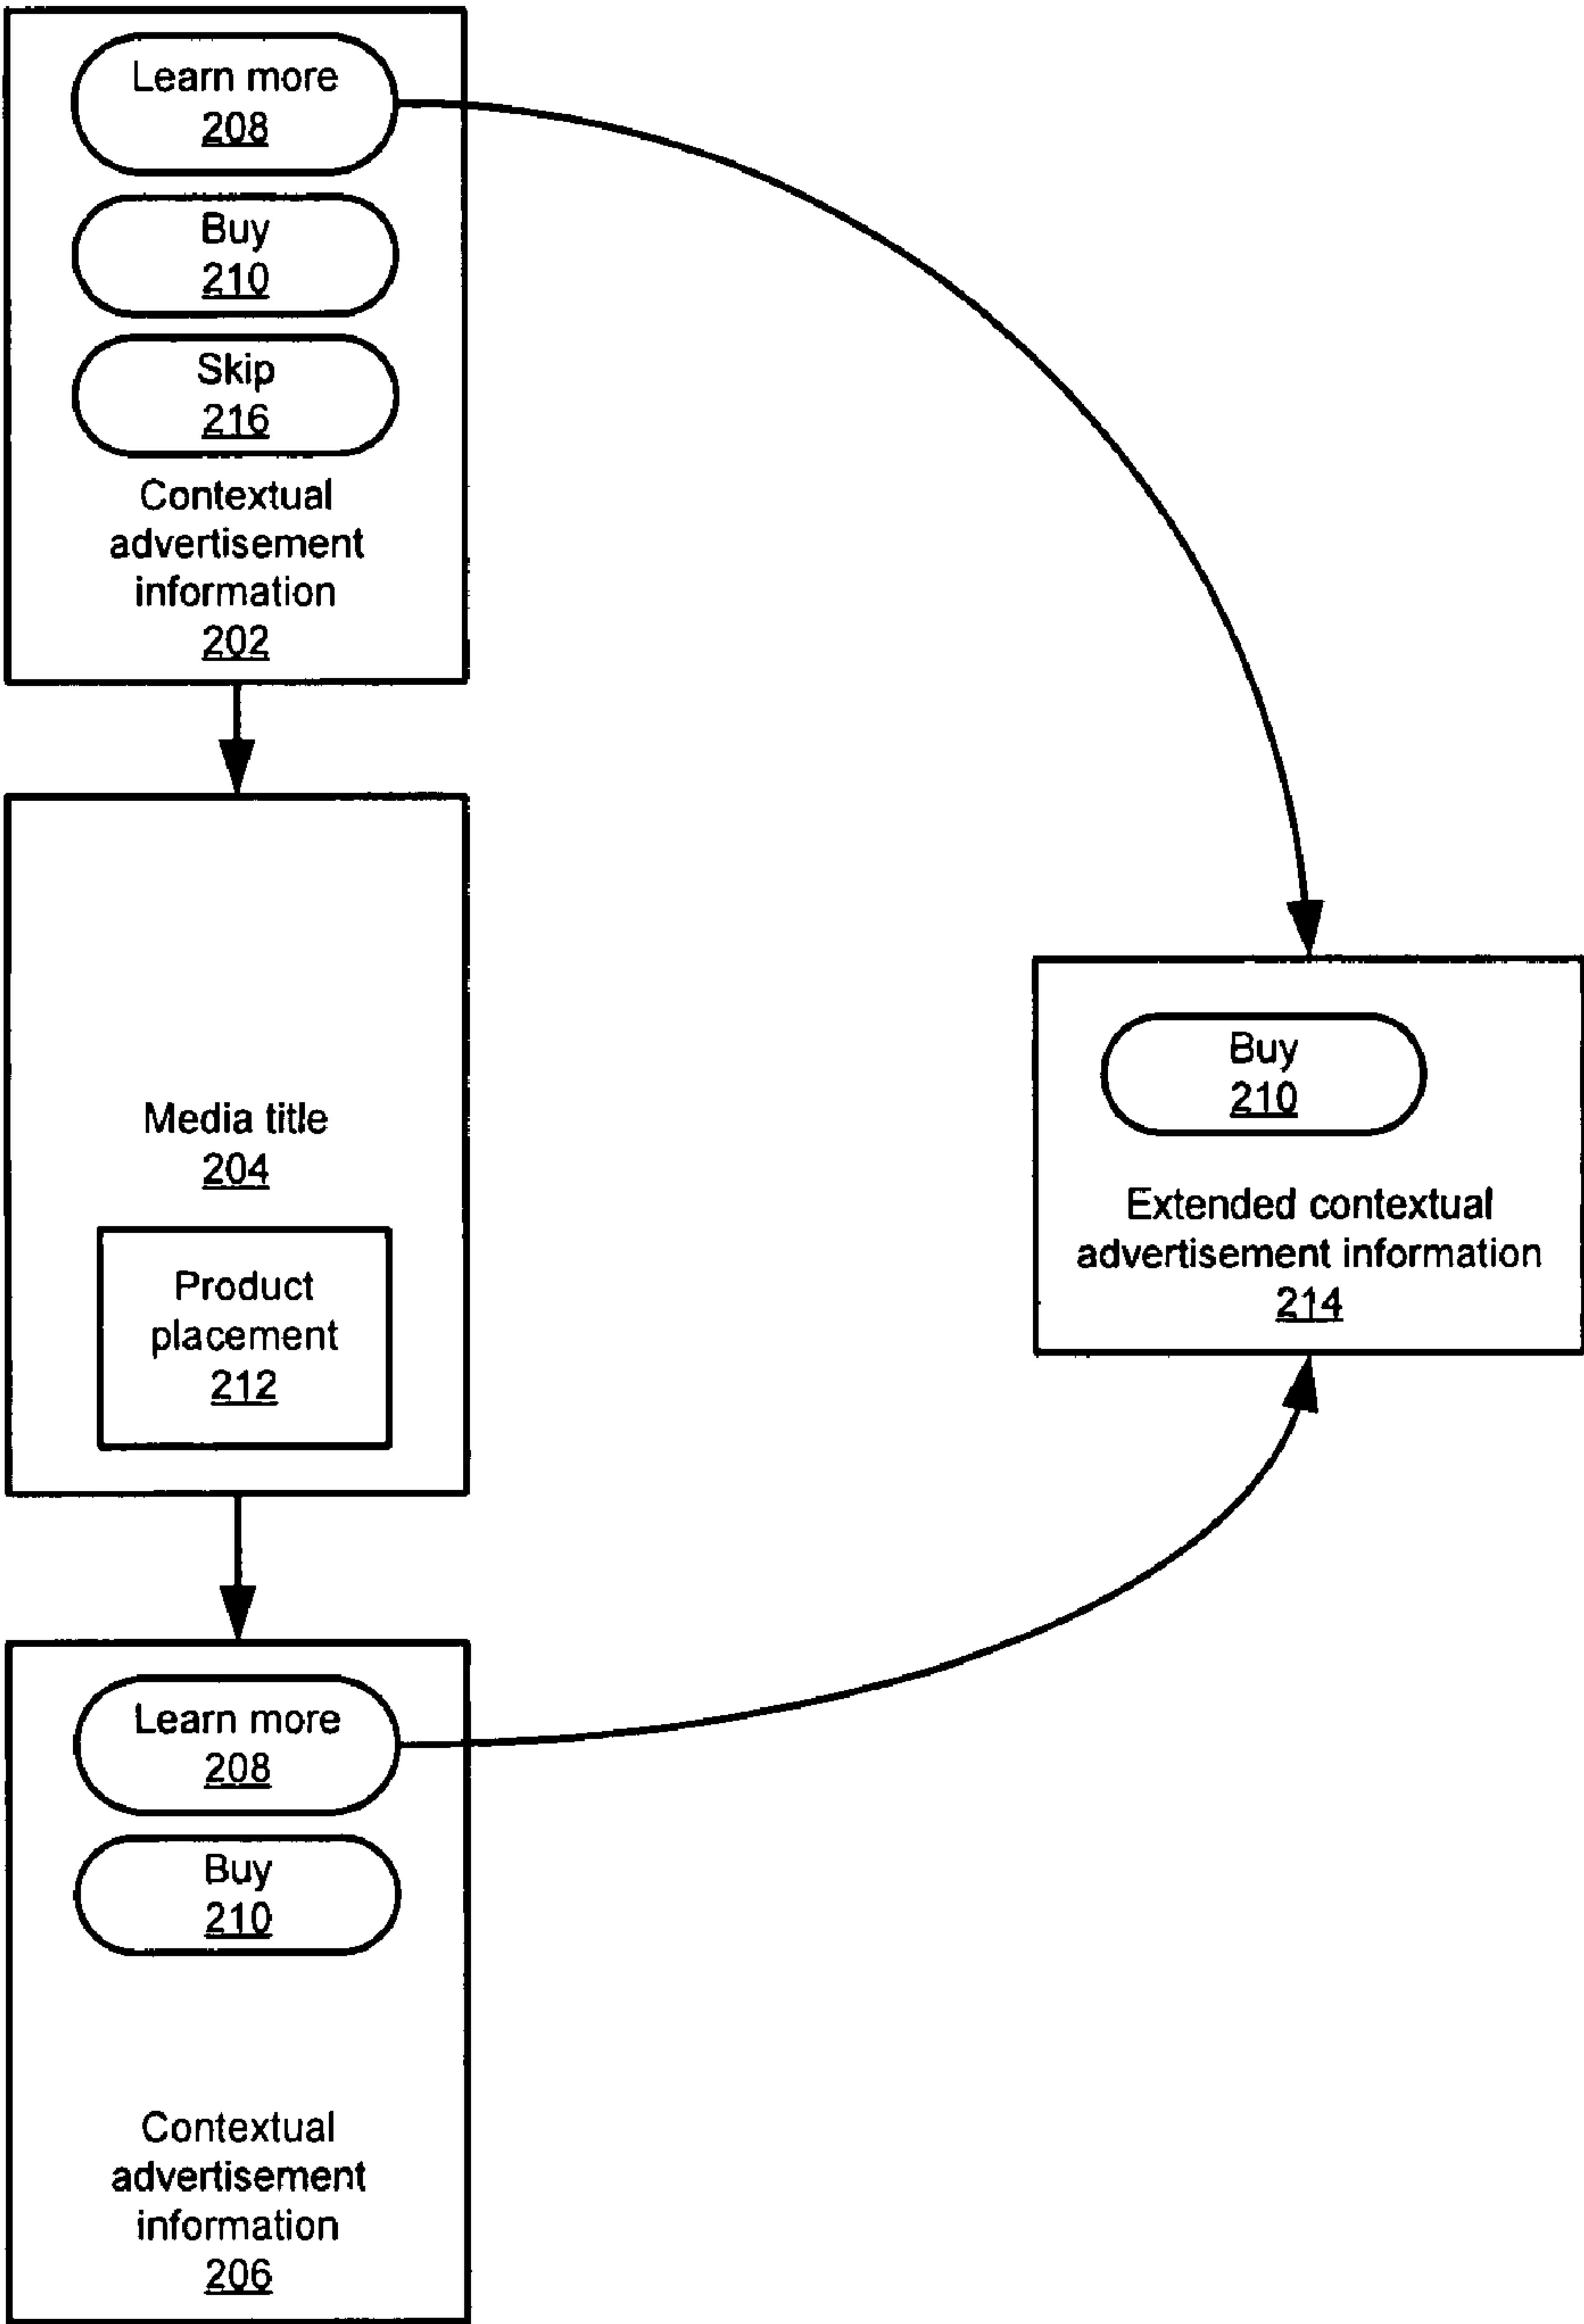 Learn more
208
Buy
210
Skip
216
Contextual
advertisement
information
202
Media title
204
Product
placement
212
Buy
210
Extended contextual
advertisement information
214
Learn more
208
Buy
210
Contextual
advertisement
information
206